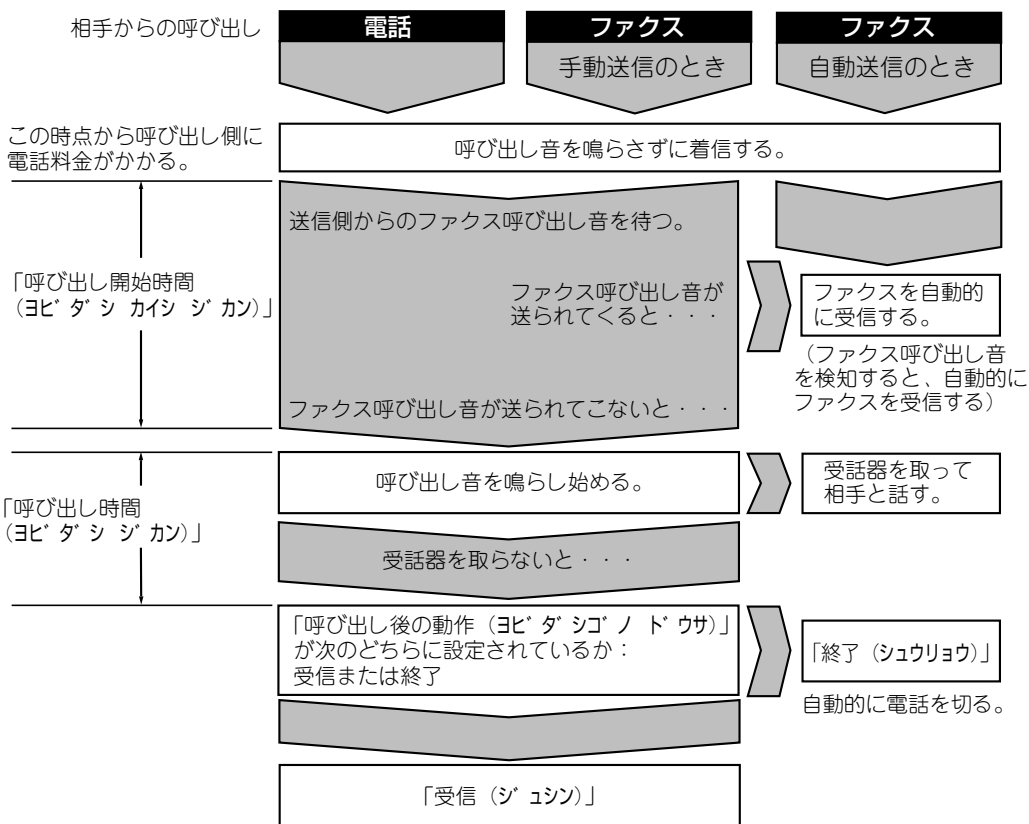 相手からの呼び出し
電話
ファクス
ファクス
手動送信のとき
自動送信のとき
この時点から呼び出し側に
電話料金がかかる。
呼び出し音を鳴らさずに着信する。
送信側からのファクス呼び出し音を待つ。
「呼び出し開始時間
（ﾖﾋﾞﾀﾞｼ ｶｲｼ ｼﾞｶﾝ）」
ファクス呼び出し音が
送られてくると・・・
ファクスを自動的
に受信する。
（ファクス呼び出し音
を検知すると、自動的に
ファクスを受信する）
ファクス呼び出し音が送られてこないと・・・
呼び出し音を鳴らし始める。
受話器を取って
相手と話す。
「呼び出し時間
（ﾖﾋﾞﾀﾞｼ ｼﾞｶﾝ）」
受話器を取らないと・・・
「呼び出し後の動作（ﾖﾋﾞﾀﾞｼｺﾞﾉ ﾄﾞｳｻ）」
が次のどちらに設定されているか：
受信または終了
「終了（ｼｭｳﾘｮｳ）」
自動的に電話を切る。
「受信（ｼﾞｭｼﾝ）」